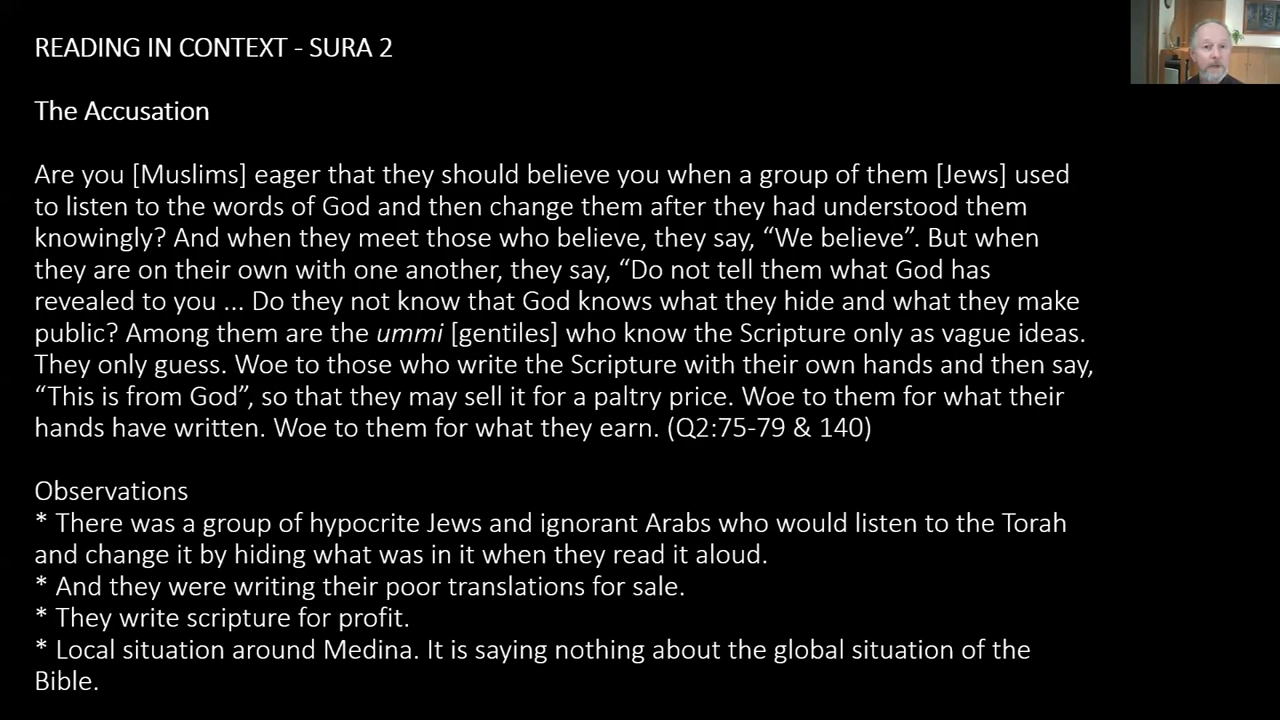 READING IN CONTEXT - SURA 2
The Accusation
Are you [Muslims] eager that they should believe you when a group of them [Jews] used
to listen to the words of God and then change them after they had understood them
knowingly? And when they meet those who believe, they say, “We believe”. But when
they are on their own with one another, they say, “Do not tell them what God has
revealed to you ... Do they not know that God knows what they hide and what they make
public? Among them are the ummi [gentiles] who know the Scripture only as vague ideas.
They only guess. Woe to those who write the Scripture with their own hands and then say,
“This is from God”, so that they may sell it for a paltry price. Woe to them for what their
hands have written. Woe to them for what they earn. (Q2:75-79 & 140)
Observations
* There was a group of hypocrite Jews and ignorant Arabs who would listen to the Torah
and change it by hiding what was in it when they read it aloud.
* And they were writing their poor translations for sale.
* They write scripture for profit.
* Local situation around Medina. It is saying nothing about the global situation of the
Bible.